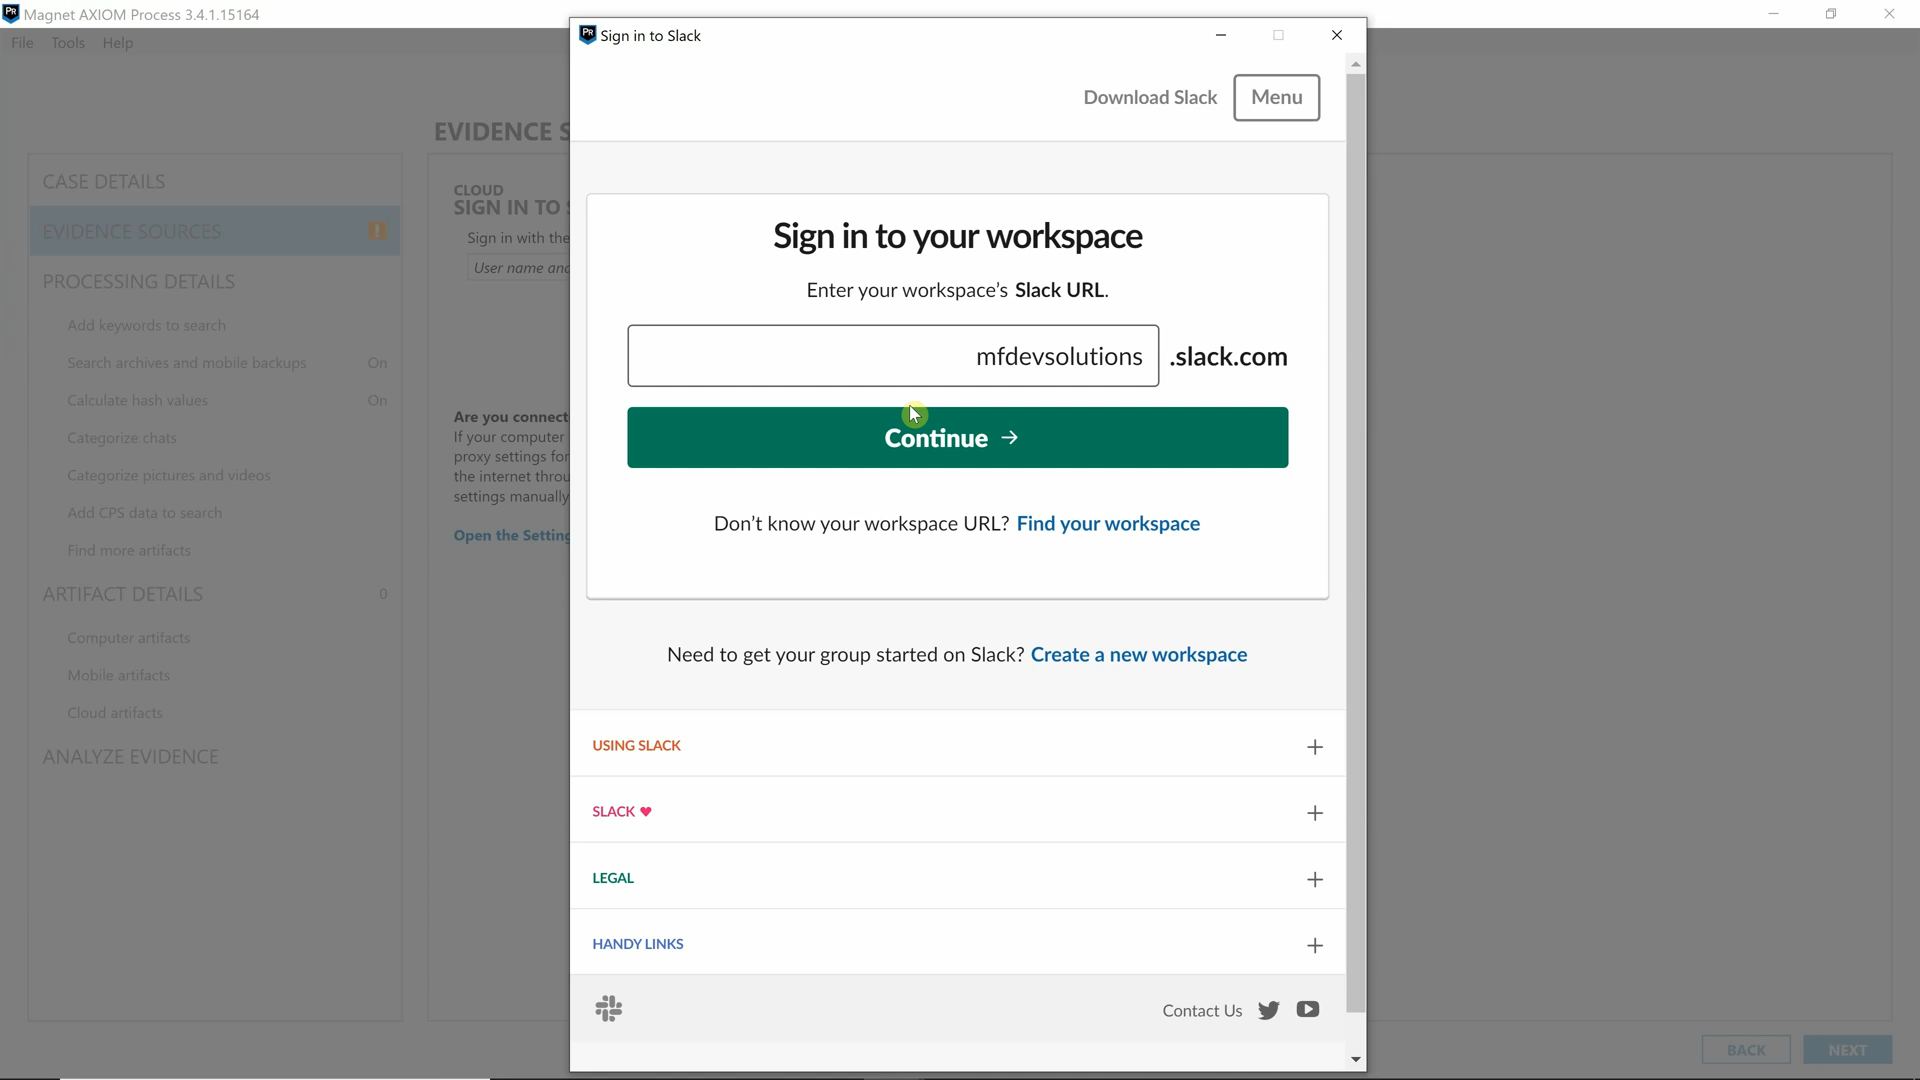 Magnet AXIOM Process 3.4.1.15164
File Tools Help
EVIDENCE S
CASE DETAILS
EVIDENCE SOURCES
PROCESSING DETAILS
Add keywords to search
Search archives and mobile backups On
Calculate hash values On
Categorize chats
Categorize pictures and videos
Add CPS data to search
Find more artifacts
ARTIFACT DETAILS 0
Computer artifacts
Mobile artifacts
Cloud artifacts
ANALYZE EVIDENCE
CLOUD
SIGN IN TO S
Sign in with the
User name and
Are you connect
If your computer
proxy settings for
the internet throu
settings manually
Open the Setting
Sign in to Slack
Download Slack Menu
Sign in to your workspace
Enter your workspace's Slack URL.
mfdevsolutions .slack.com
Continue →
Don't know your workspace URL? Find your workspace
Need to get your group started on Slack? Create a new workspace
USING SLACK +
SLACK ♥ +
LEGAL +
HANDY LINKS +
Contact Us
BACK NEXT